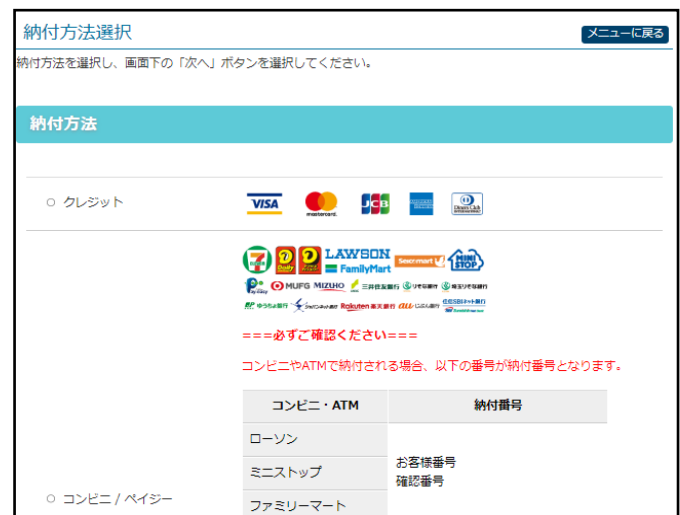 納付方法選択
メニューに戻る
納付方法を選択し、画面下の「次へ」ボタンを選択してください。
納付方法
クレジット
VISA
mastercard.
JCB
Diners Club
LAWSON
FamilyMart
Seicomart
MINI STOP
MUFG MIZUHO 三井住友銀行 りそな銀行 埼玉りそな銀行
ゆうちょ銀行 Rakuten 楽天銀行 au じぶん銀行 住信SBIネット銀行
===必ずご確認ください===
コンビニやATMで納付される場合、以下の番号が納付番号となります。
コンビニ・ATM 納付番号
ローソン
ミニストップ
お客様番号
確認番号
コンビニ / ペイジー
ファミリーマート